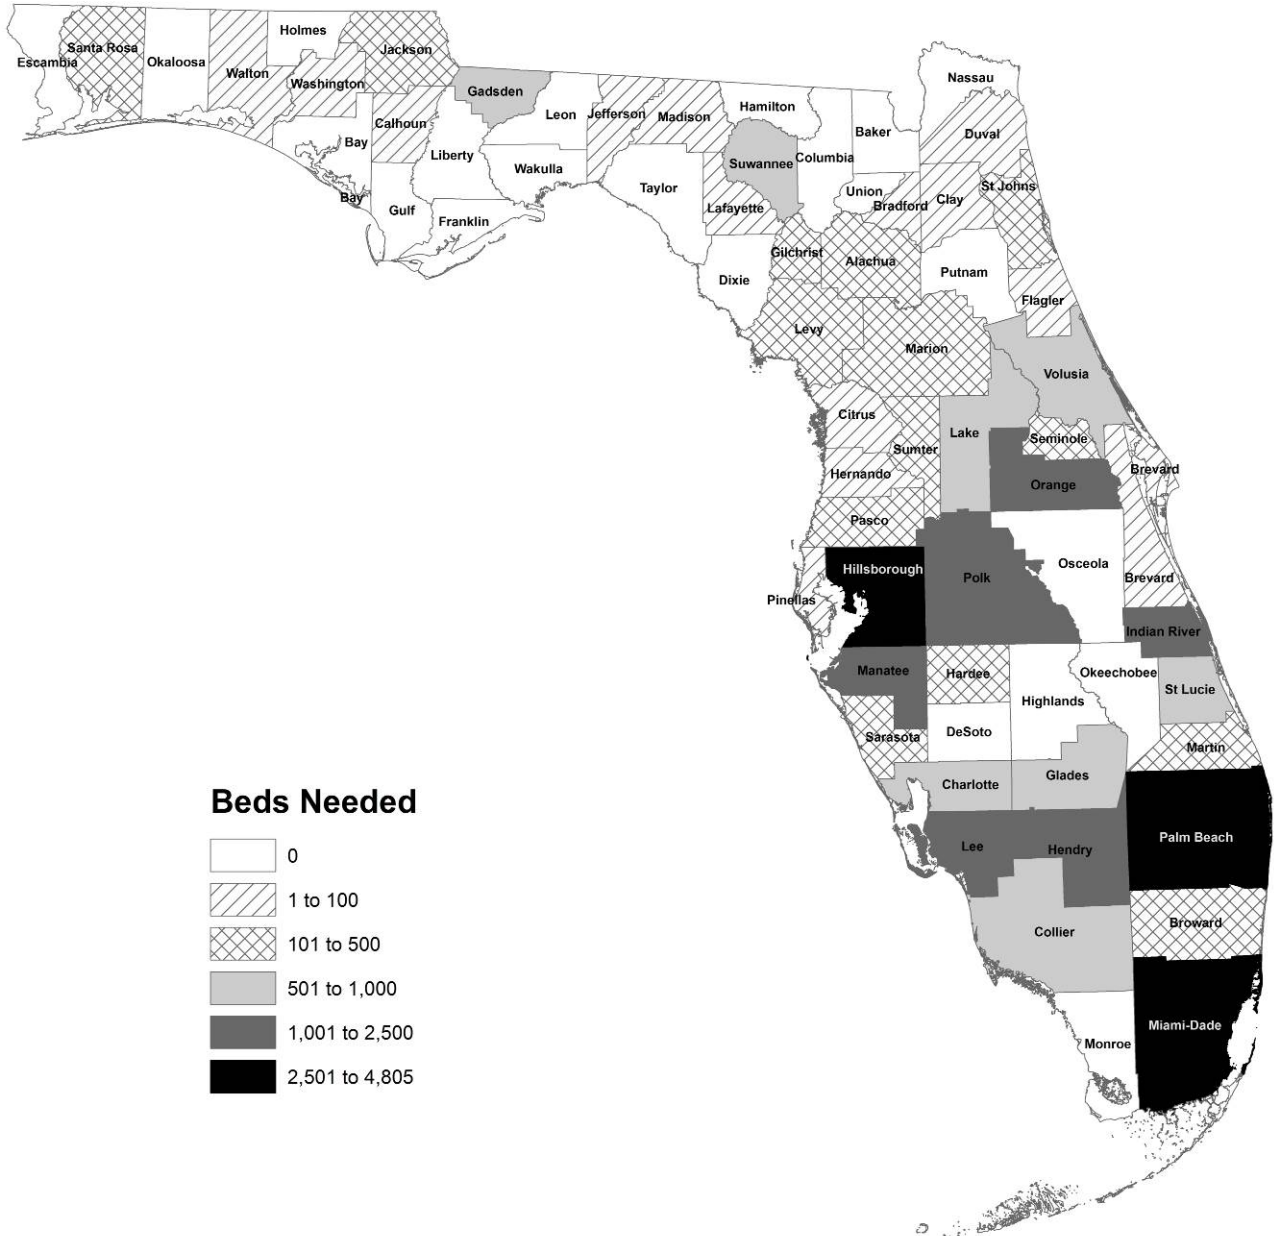 Holmes
Santa Rosa
Jackson
Escambia
Okaloosa
Walton
Washington
Gadsden
Nassau
Leon
Jefferson
Madison
Hamilton
Calhoun
Baker
Duval
Bay
Liberty
Wakulla
Suwannee
Columbia
Taylor
Union
St Johns
Bay
Gulf
Franklin
Lafayette
Bradford
Clay
Gilchrist
Alachua
Dixie
Putnam
Flagler
Levy
Marion
Volusia
Citrus
Lake
Seminole
Sumter
Hernando
Brevard
Orange
Pasco
Hillsborough
Polk
Osceola
Brevard
Pinellas
Indian River
Manatee
Hardee
Okeechobee
St Lucie
Highlands
Sarasota
DeSoto
Martin
Charlotte
Glades
Lee
Hendry
Palm Beach
Collier
Broward
Miami-Dade
Monroe
Beds Needed
0
1 to 100
101 to 500
501 to 1,000
1,001 to 2,500
2,501 to 4,805